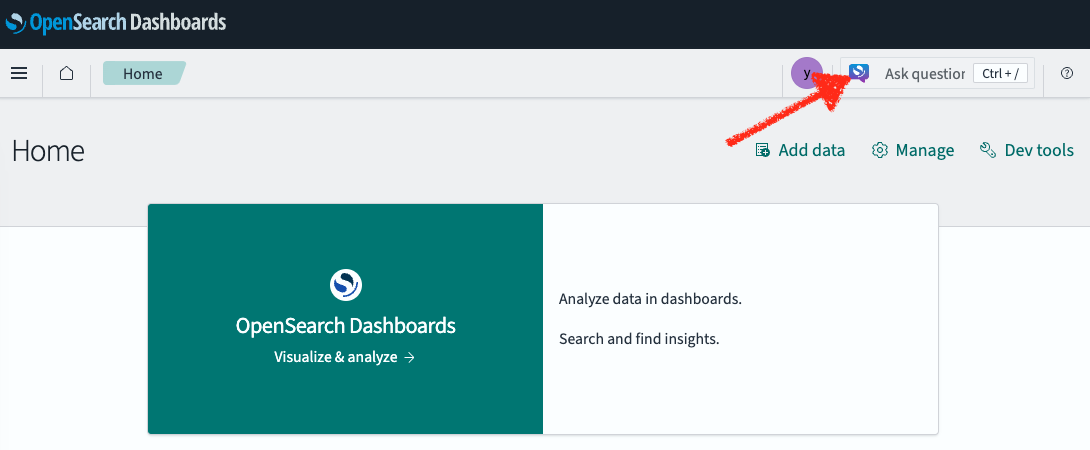 OpenSearch Dashboards
Home
y
Ask question
Ctrl + /
Home
Add data
Manage
Dev tools
OpenSearch Dashboards
Visualize & analyze →
Analyze data in dashboards.
Search and find insights.